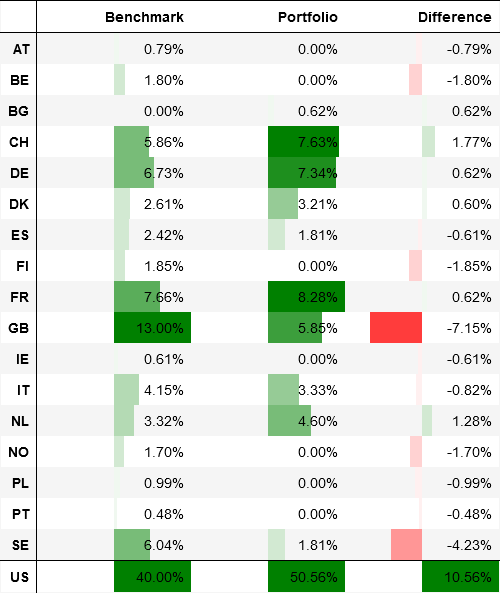 Benchmark Portfolio Difference
AT 0.79% 0.00% -0.79%
BE 1.80% 0.00% -1.80%
BG 0.00% 0.62% 0.62%
CH 5.86% 7.63% 1.77%
DE 6.73% 7.34% 0.62%
DK 2.61% 3.21% 0.60%
ES 2.42% 1.81% -0.61%
FI 1.85% 0.00% -1.85%
FR 7.66% 8.28% 0.62%
GB 13.00% 5.85% -7.15%
IE 0.61% 0.00% -0.61%
IT 4.15% 3.33% -0.82%
NL 3.32% 4.60% 1.28%
NO 1.70% 0.00% -1.70%
PL 0.99% 0.00% -0.99%
PT 0.48% 0.00% -0.48%
SE 6.04% 1.81% -4.23%
US 40.00% 50.56% 10.56%